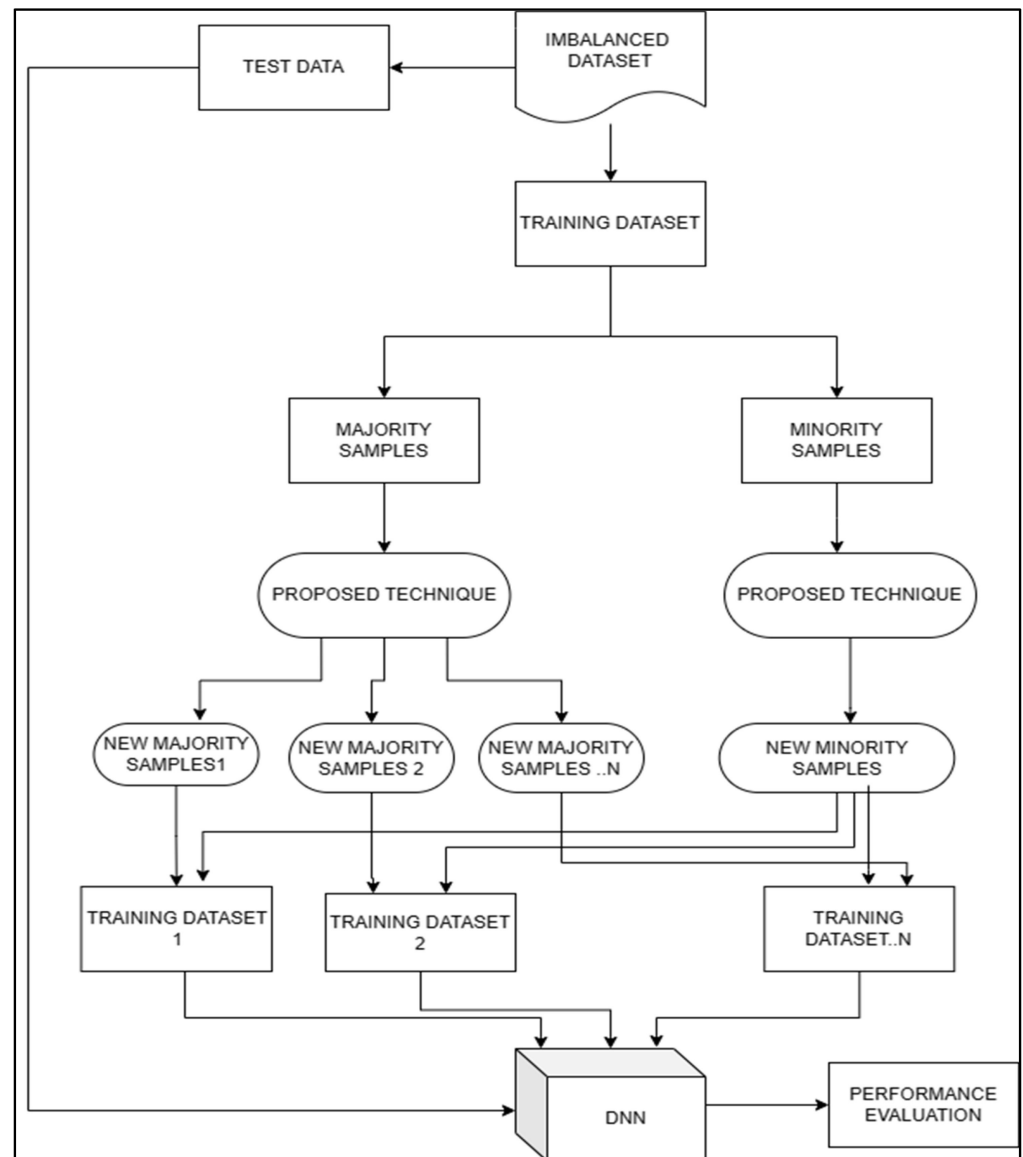 IMBALANCED
DATASET
TEST DATA
TRAINING DATASET
MAJORITY
SAMPLES
MINORITY
SAMPLES
PROPOSED TECHNIQUE
PROPOSED TECHNIQUE
NEW MAJORITY
SAMPLES1
NEW MAJORITY
SAMPLES 2
NEW MAJORITY
SAMPLES ..N
NEW MINORITY
SAMPLES
TRAINING DATASET
1
TRAINING DATASET
2
TRAINING
DATASET..N
DNN
PERFORMANCE
EVALUATION